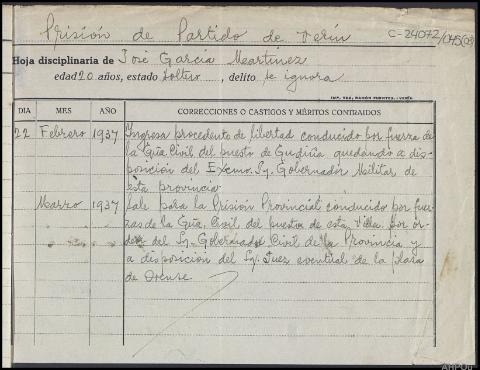 Prisión de Partido de Verín
C-24072/045(03)
Hoja disciplinaria de José García Meartínez
edad 20 años, estado soltero, delito se ignora
IMP. VDA. RAMÓN FUENTES.-VERÍN
DIA MES AÑO CORRECCIONES O CASTIGOS Y MÉRITOS CONTRAIDOS
22 Febrero 1937 Ingresa procedente de libertad conducido por fuerza de
la Gua Civil del puesto de Gudiña quedando a dis-
posición del Excmo. Sr. Gobernador Militar de
esta provincia
Marzo 1937 Sale para la Prisión Provincial conducido por fuer-
zas de la Gua. Civil del puesto de esta Villa. Por or-
den del Sr. Gobernador Civil de la Provincia y
a disposición del Sr. Juez eventual de la plaza
de Orense.